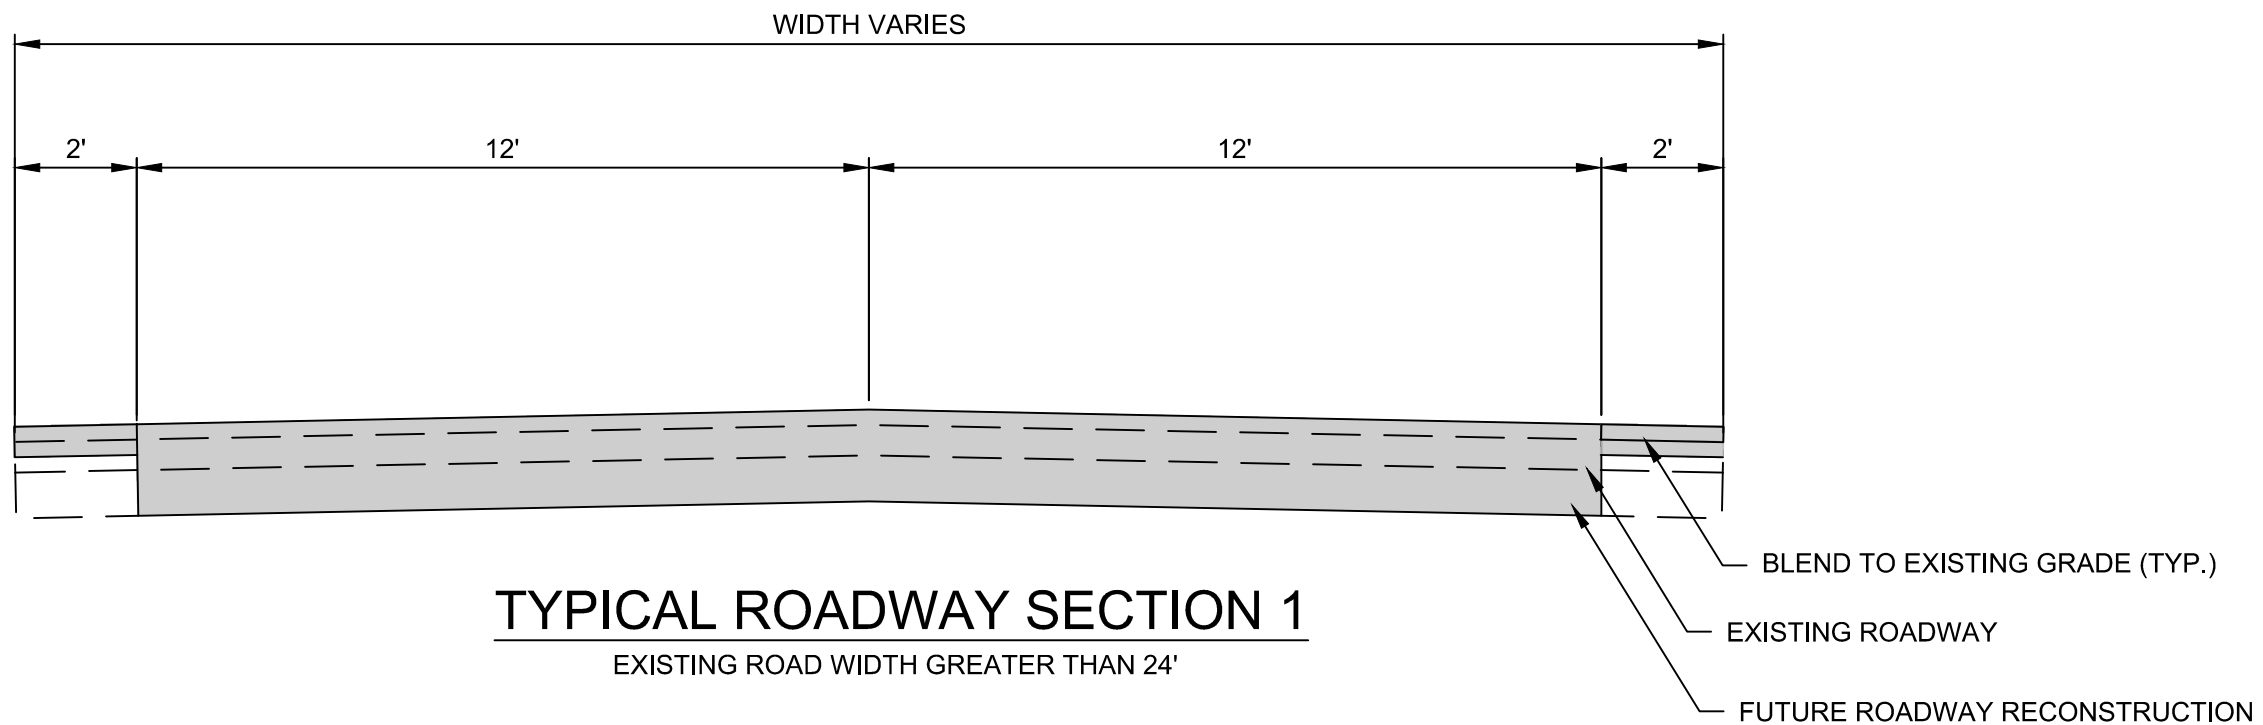 WIDTH VARIES
2'
12'
12'
2'
BLEND TO EXISTING GRADE (TYP.)
TYPICAL ROADWAY SECTION 1
EXISTING ROADWAY
EXISTING ROAD WIDTH GREATER THAN 24'
FUTURE ROADWAY RECONSTRUCTION